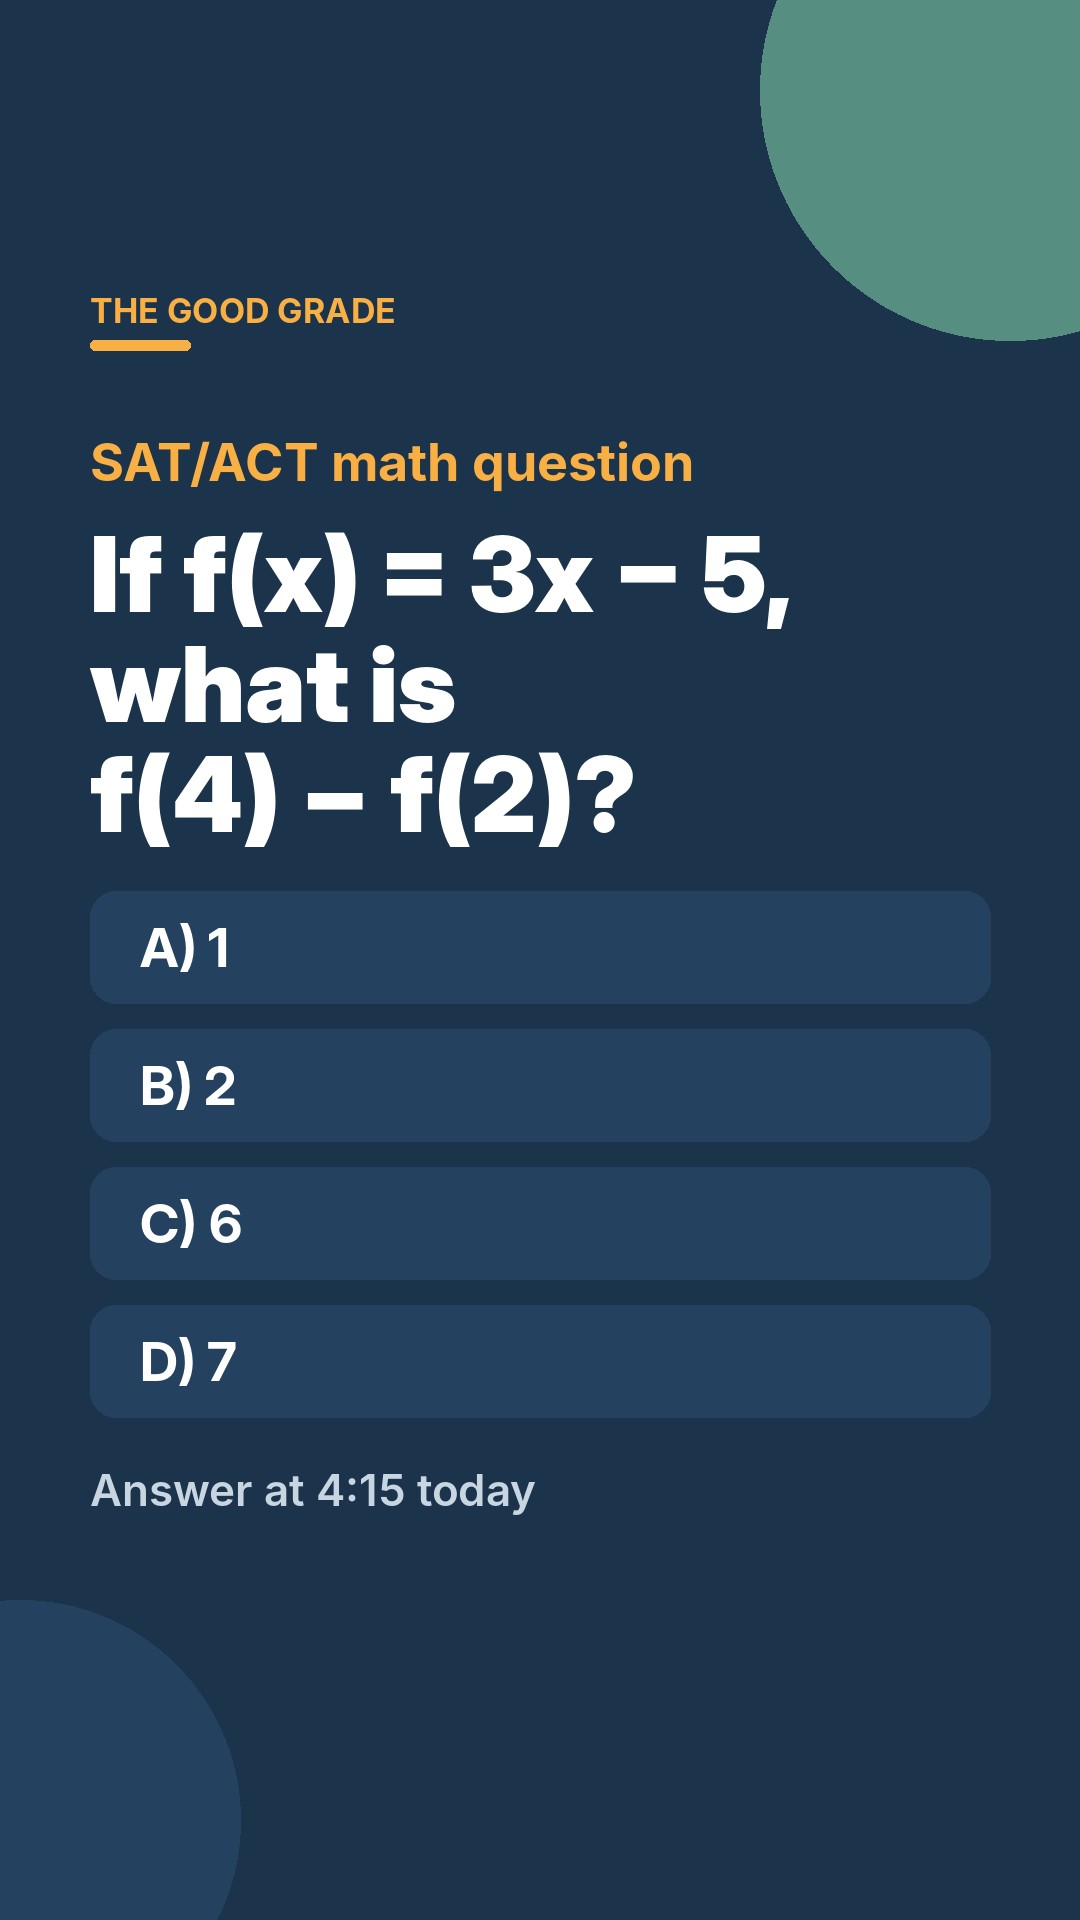 THE GOOD GRADE
SAT/ACT math question
If f(x) = 3x − 5,
what is
f(4) − f(2)?
A) 1
B) 2
C) 6
D) 7
Answer at 4:15 today